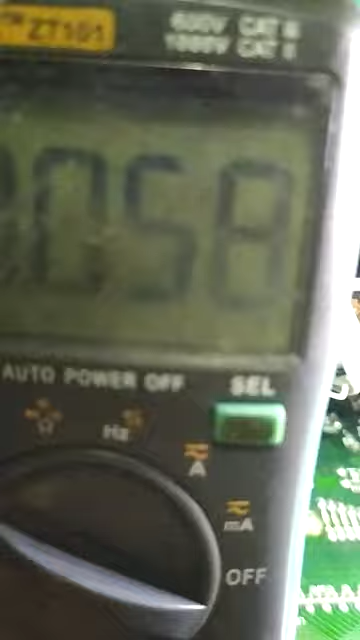 ZT101
600V CAT III
1000V CAT II
058
AUTO POWER OFF
SEL
Ω
Hz %
A
mA
OFF